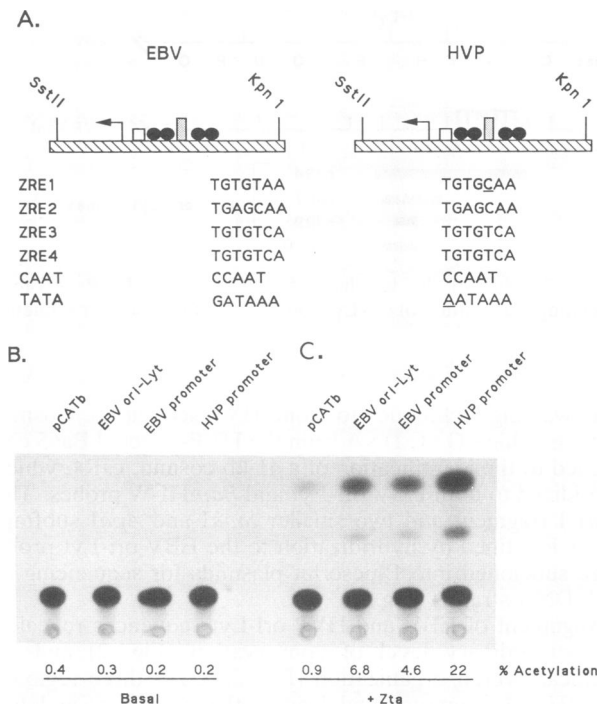 A.
EBV HVP
SstII Kpn 1 SstII Kpn 1
ZRE1 TGTGTAA TGTGCAA
ZRE2 TGAGCAA TGAGCAA
ZRE3 TGTGTCA TGTGTCA
ZRE4 TGTGTCA TGTGTCA
CAAT CCAAT CCAAT
TATA GATAAA AATAAA
B. C.
pCATb EBV orI-Lyt EBV promoter HVP promoter pCATb EBV orI-Lyt EBV promoter HVP promoter
0.4 0.3 0.2 0.2 0.9 6.8 4.6 22 % Acetylation
Basal + Zta